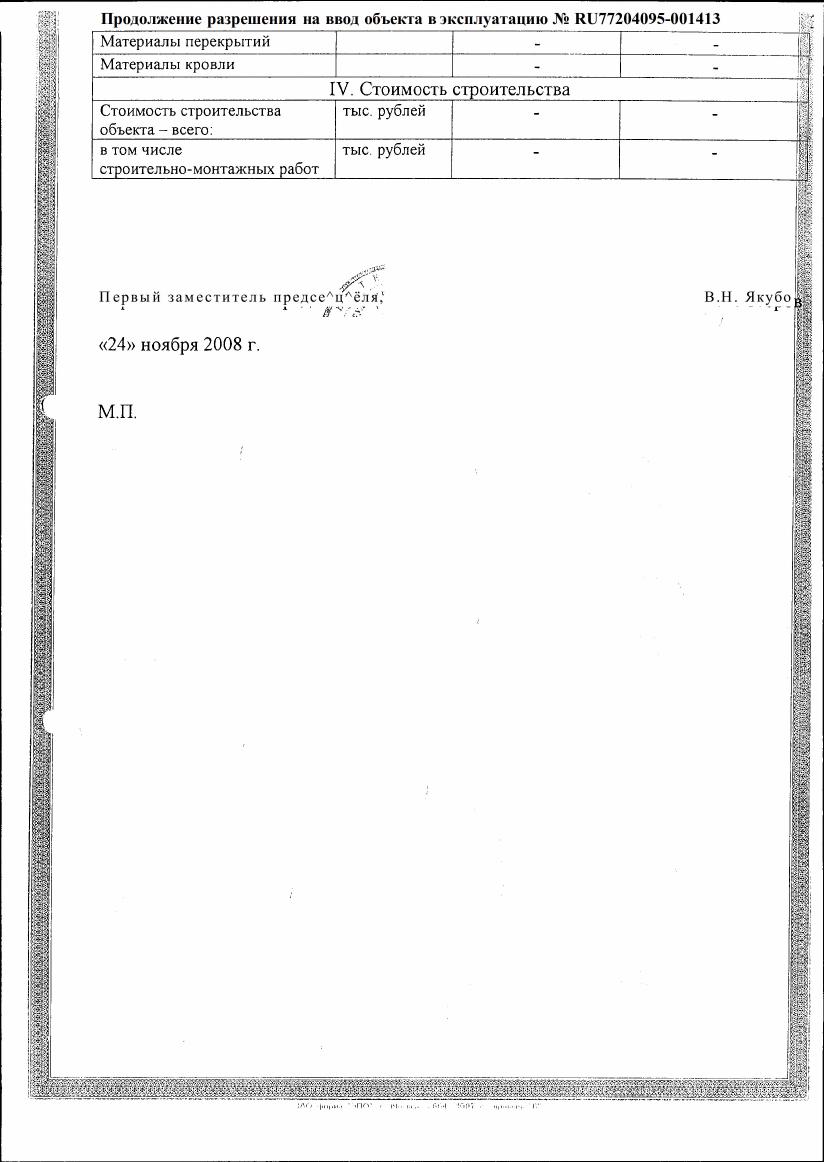 Продолжение разрешения на ввод объекта в эксплуатацию № RU77204095-001413
Материалы перекрытий - -
Материалы кровли - -
IV. Стоимость строительства
Стоимость строительства тыс. рублей - -
объекта – всего:
в том числе тыс. рублей - -
строительно-монтажных работ
Первый заместитель предсе^ц^ёля, В.Н. Якубов
«24» ноября 2008 г.
М.П.